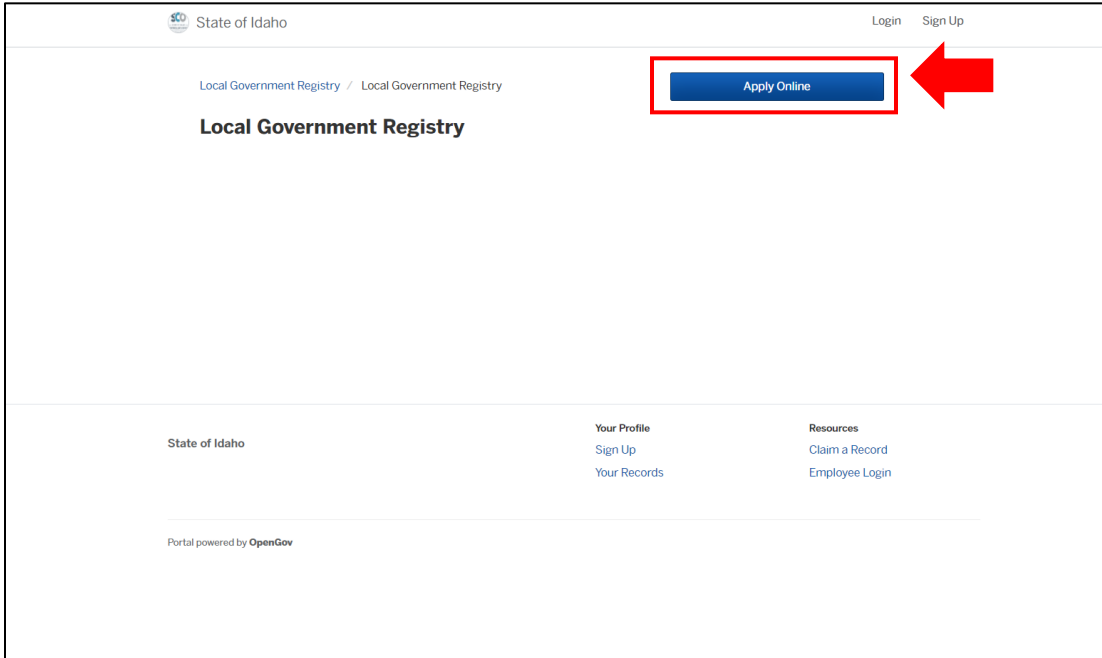 SCO
State of Idaho
Login
Sign Up
Local Government Registry / Local Government Registry
Apply Online
Local Government Registry
State of Idaho
Your Profile
Sign Up
Your Records
Resources
Claim a Record
Employee Login
Portal powered by OpenGov